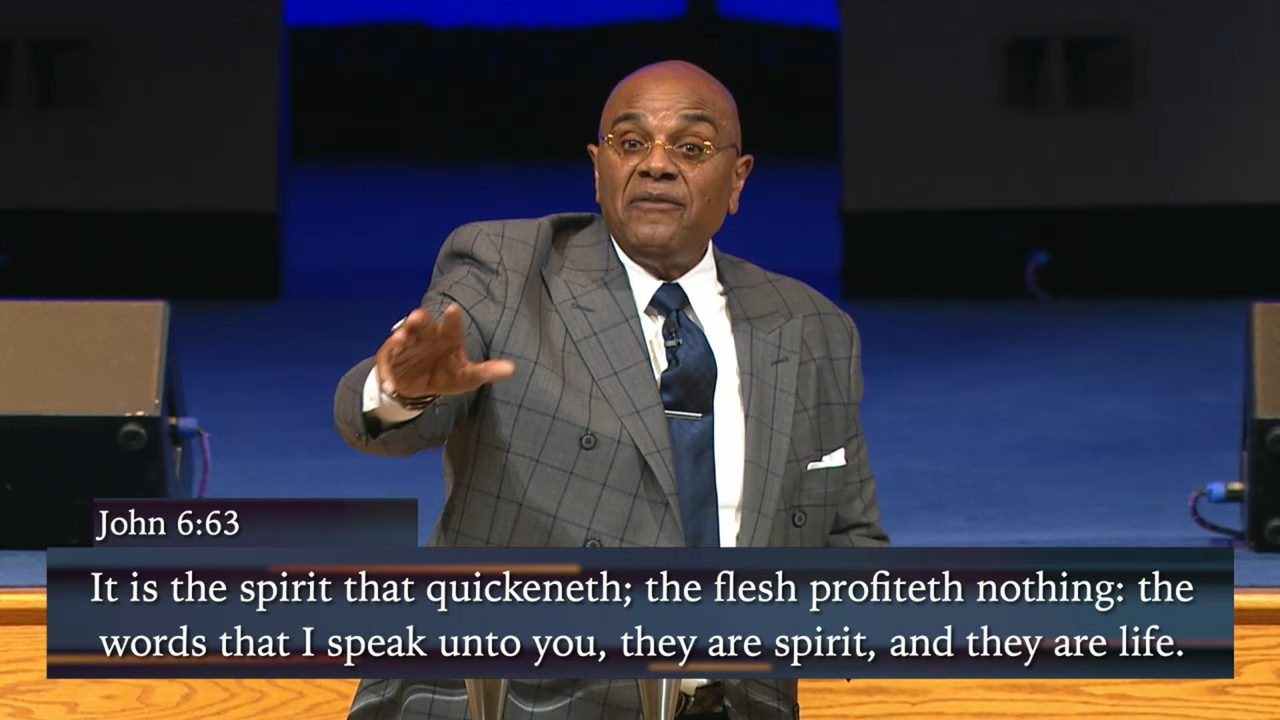 John 6:63
It is the spirit that quickeneth; the flesh profiteth nothing: the
words that I speak unto you, they are spirit, and they are life.